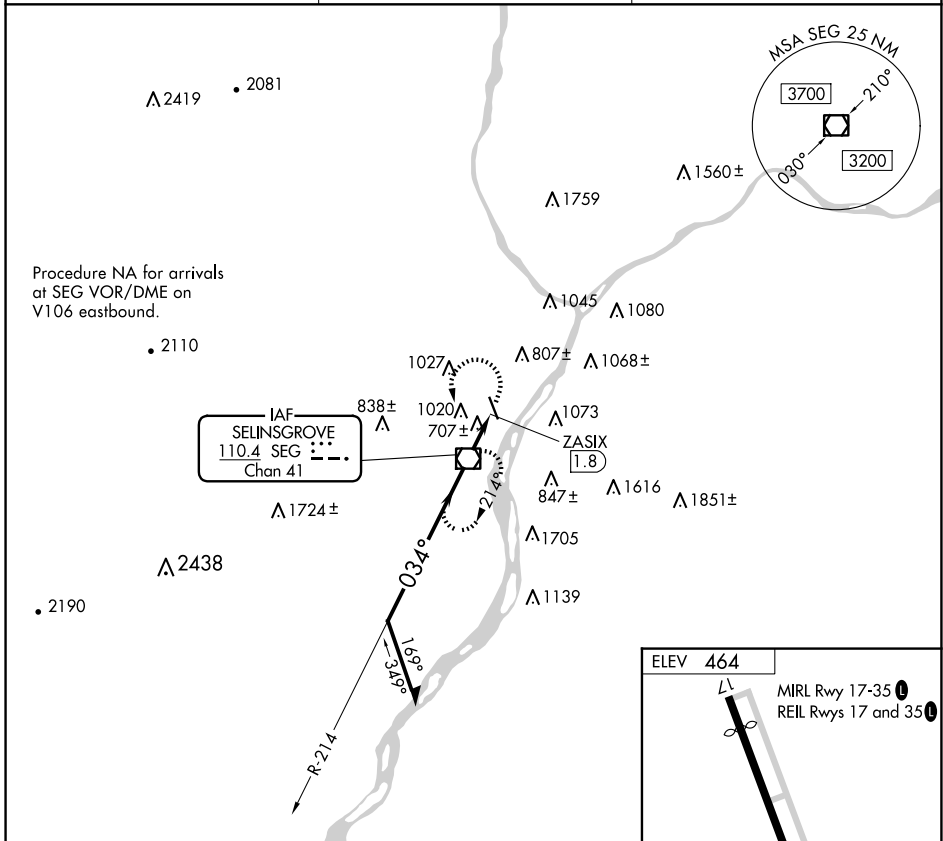 MSA SEG 25 NM
3700
210°
030°
3200
2419
2081
1560 ±
1759
Procedure NA for arrivals
at SEG VOR/DME on
V106 eastbound.
1045
1080
2110
1027
807±
1068±
IAF
SELINSGROVE
110.4 SEG
Chan 41
838±
1020
707±
1073
ZASIX
1.8
847±
1616
1851±
214°
1724 ±
1705
2438
034°
2190
1139
169°
349°
R-214
ELEV 464
17
MIRL Rwy 17-35 L
REIL Rwys 17 and 35 L